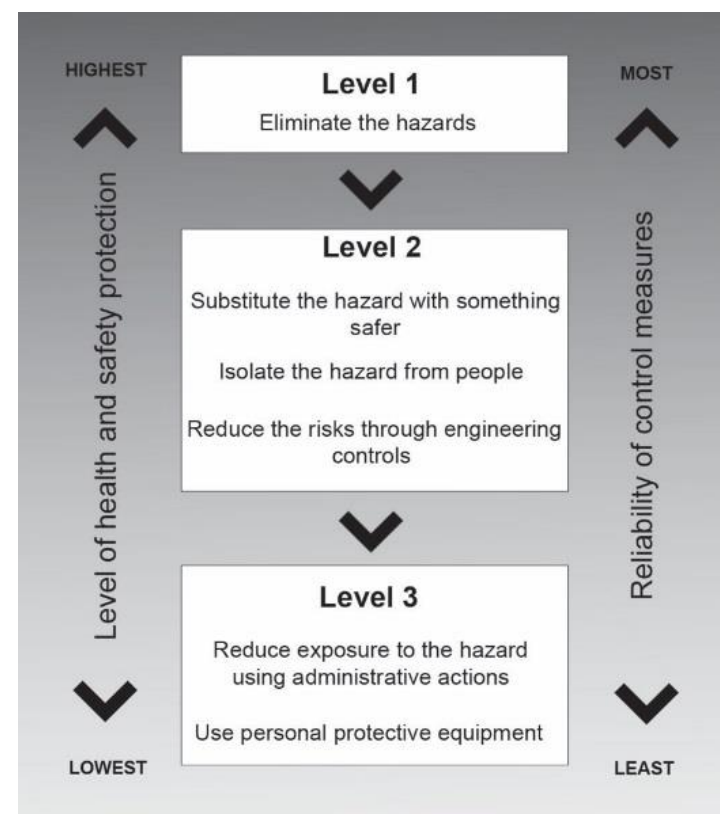 HIGHEST
MOST
Level 1
Eliminate the hazards
Level of health and safety protection
Reliability of control measures
Level 2
Substitute the hazard with something
safer
Isolate the hazard from people
Reduce the risks through engineering
controls
Level 3
Reduce exposure to the hazard
using administrative actions
Use personal protective equipment
LOWEST
LEAST